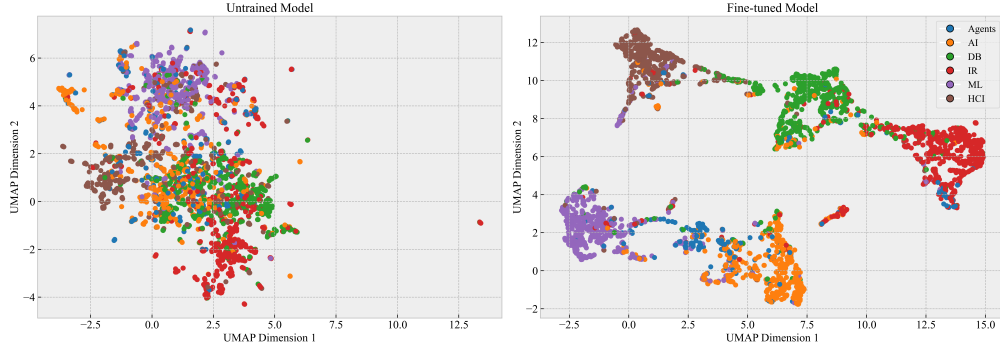 Untrained Model
6
4
2
0
−2
−4
−2.5
0.0
2.5
5.0
7.5
10.0
12.5
UMAP Dimension 1
UMAP Dimension 2
Fine-tuned Model
12
10
8
6
4
2
0
−2
−2.5
0.0
2.5
5.0
7.5
10.0
12.5
15.0
UMAP Dimension 1
UMAP Dimension 2
Agents
AI
DB
IR
ML
HCI